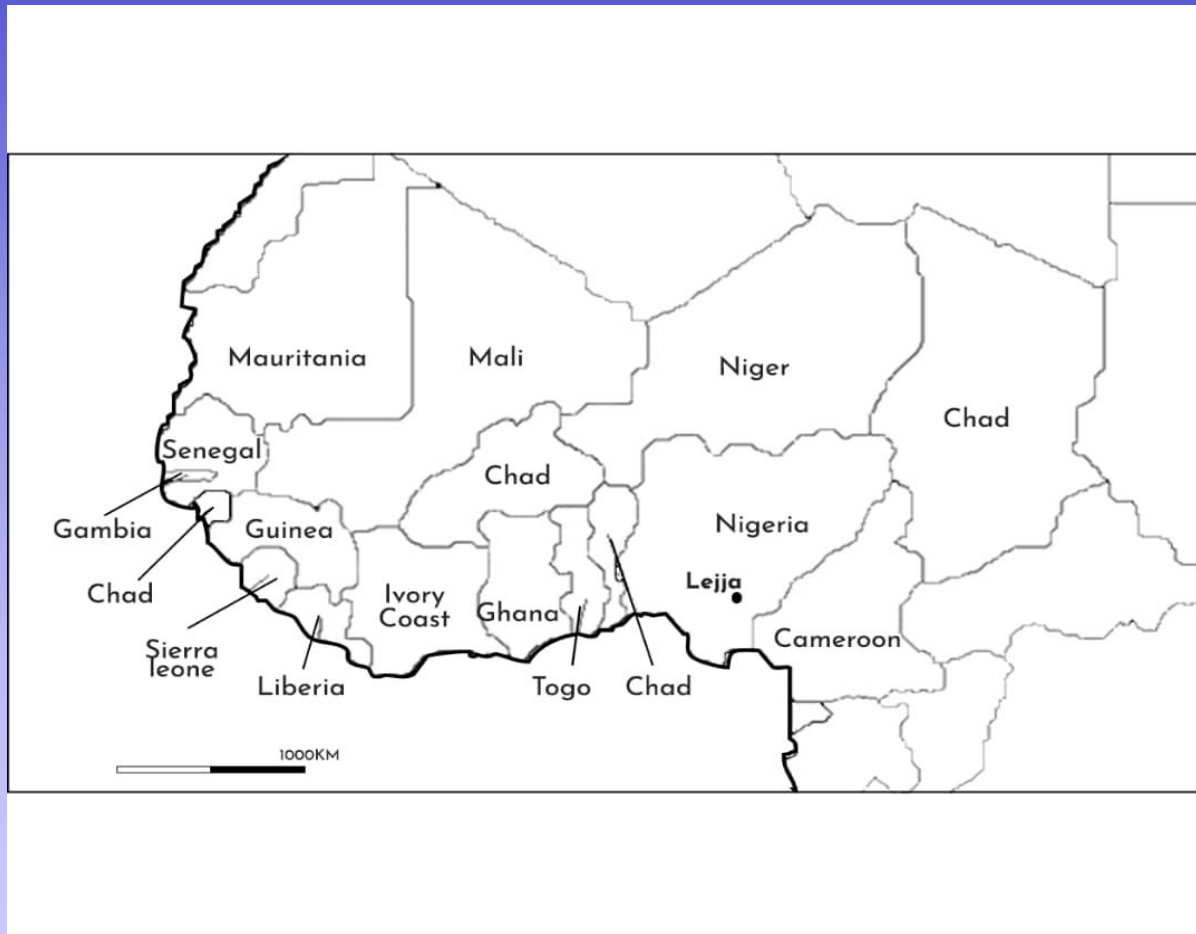 Mauritania
Mali
Niger
Chad
Senegal
Chad
Gambia
Guinea
Nigeria
Chad
Lejja
Ivory
Coast
Ghana
Cameroon
Sierra
leone
Liberia
Togo
Chad
1000KM